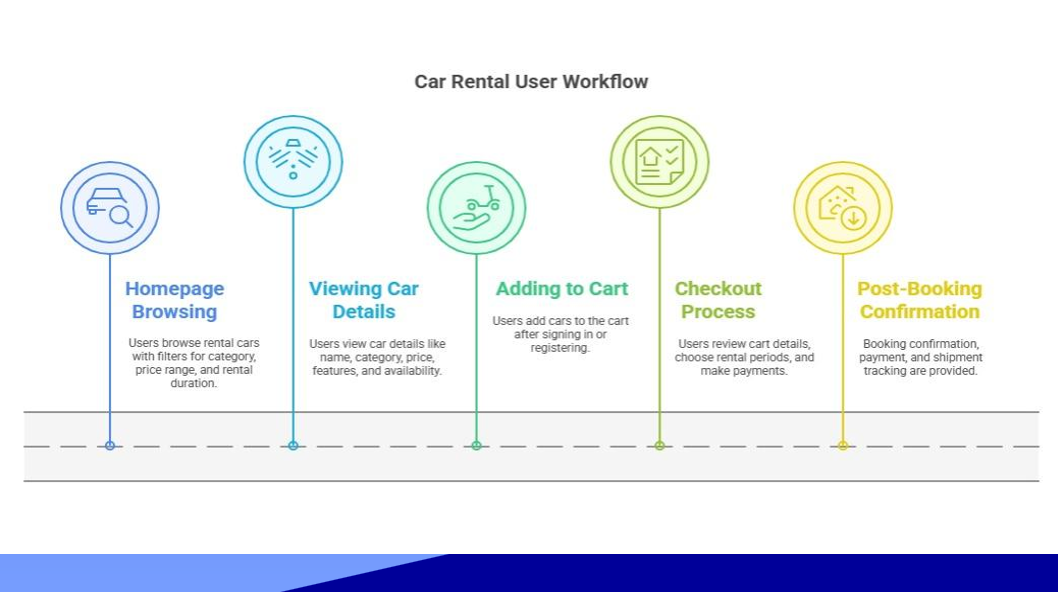 Car Rental User Workflow
Homepage
Browsing
Users browse rental cars
with filters for category,
price range, and rental
duration.
Viewing Car
Details
Users view car details like
name, category, price,
features, and availability.
Adding to Cart
Users add cars to the cart
after signing in or
registering.
Checkout
Process
Users review cart details,
choose rental periods, and
make payments.
Post-Booking
Confirmation
Booking confirmation,
payment, and shipment
tracking are provided.